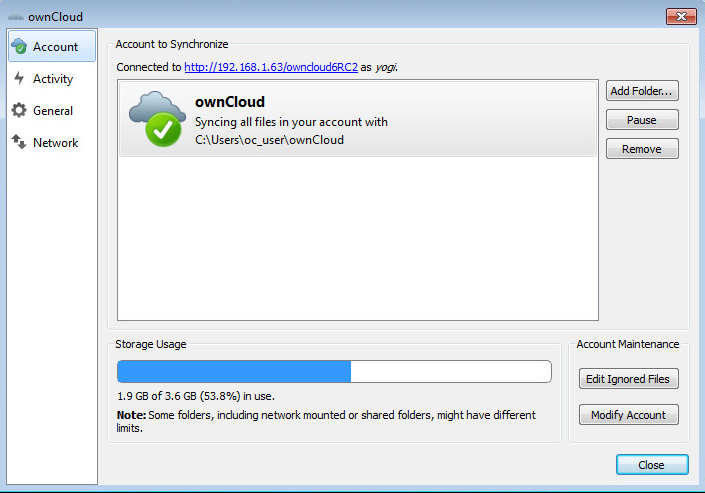 ownCloud
Account
Activity
General
Network
Account to Synchronize
Connected to http://192.168.1.63/owncloud6RC2 as yogi.
ownCloud
Syncing all files in your account with
C:\Users\oc_user\ownCloud
Add Folder...
Pause
Remove
Storage Usage
1.9 GB of 3.6 GB (53.8%) in use.
Note: Some folders, including network mounted or shared folders, might have different
limits.
Account Maintenance
Edit Ignored Files
Modify Account
Close